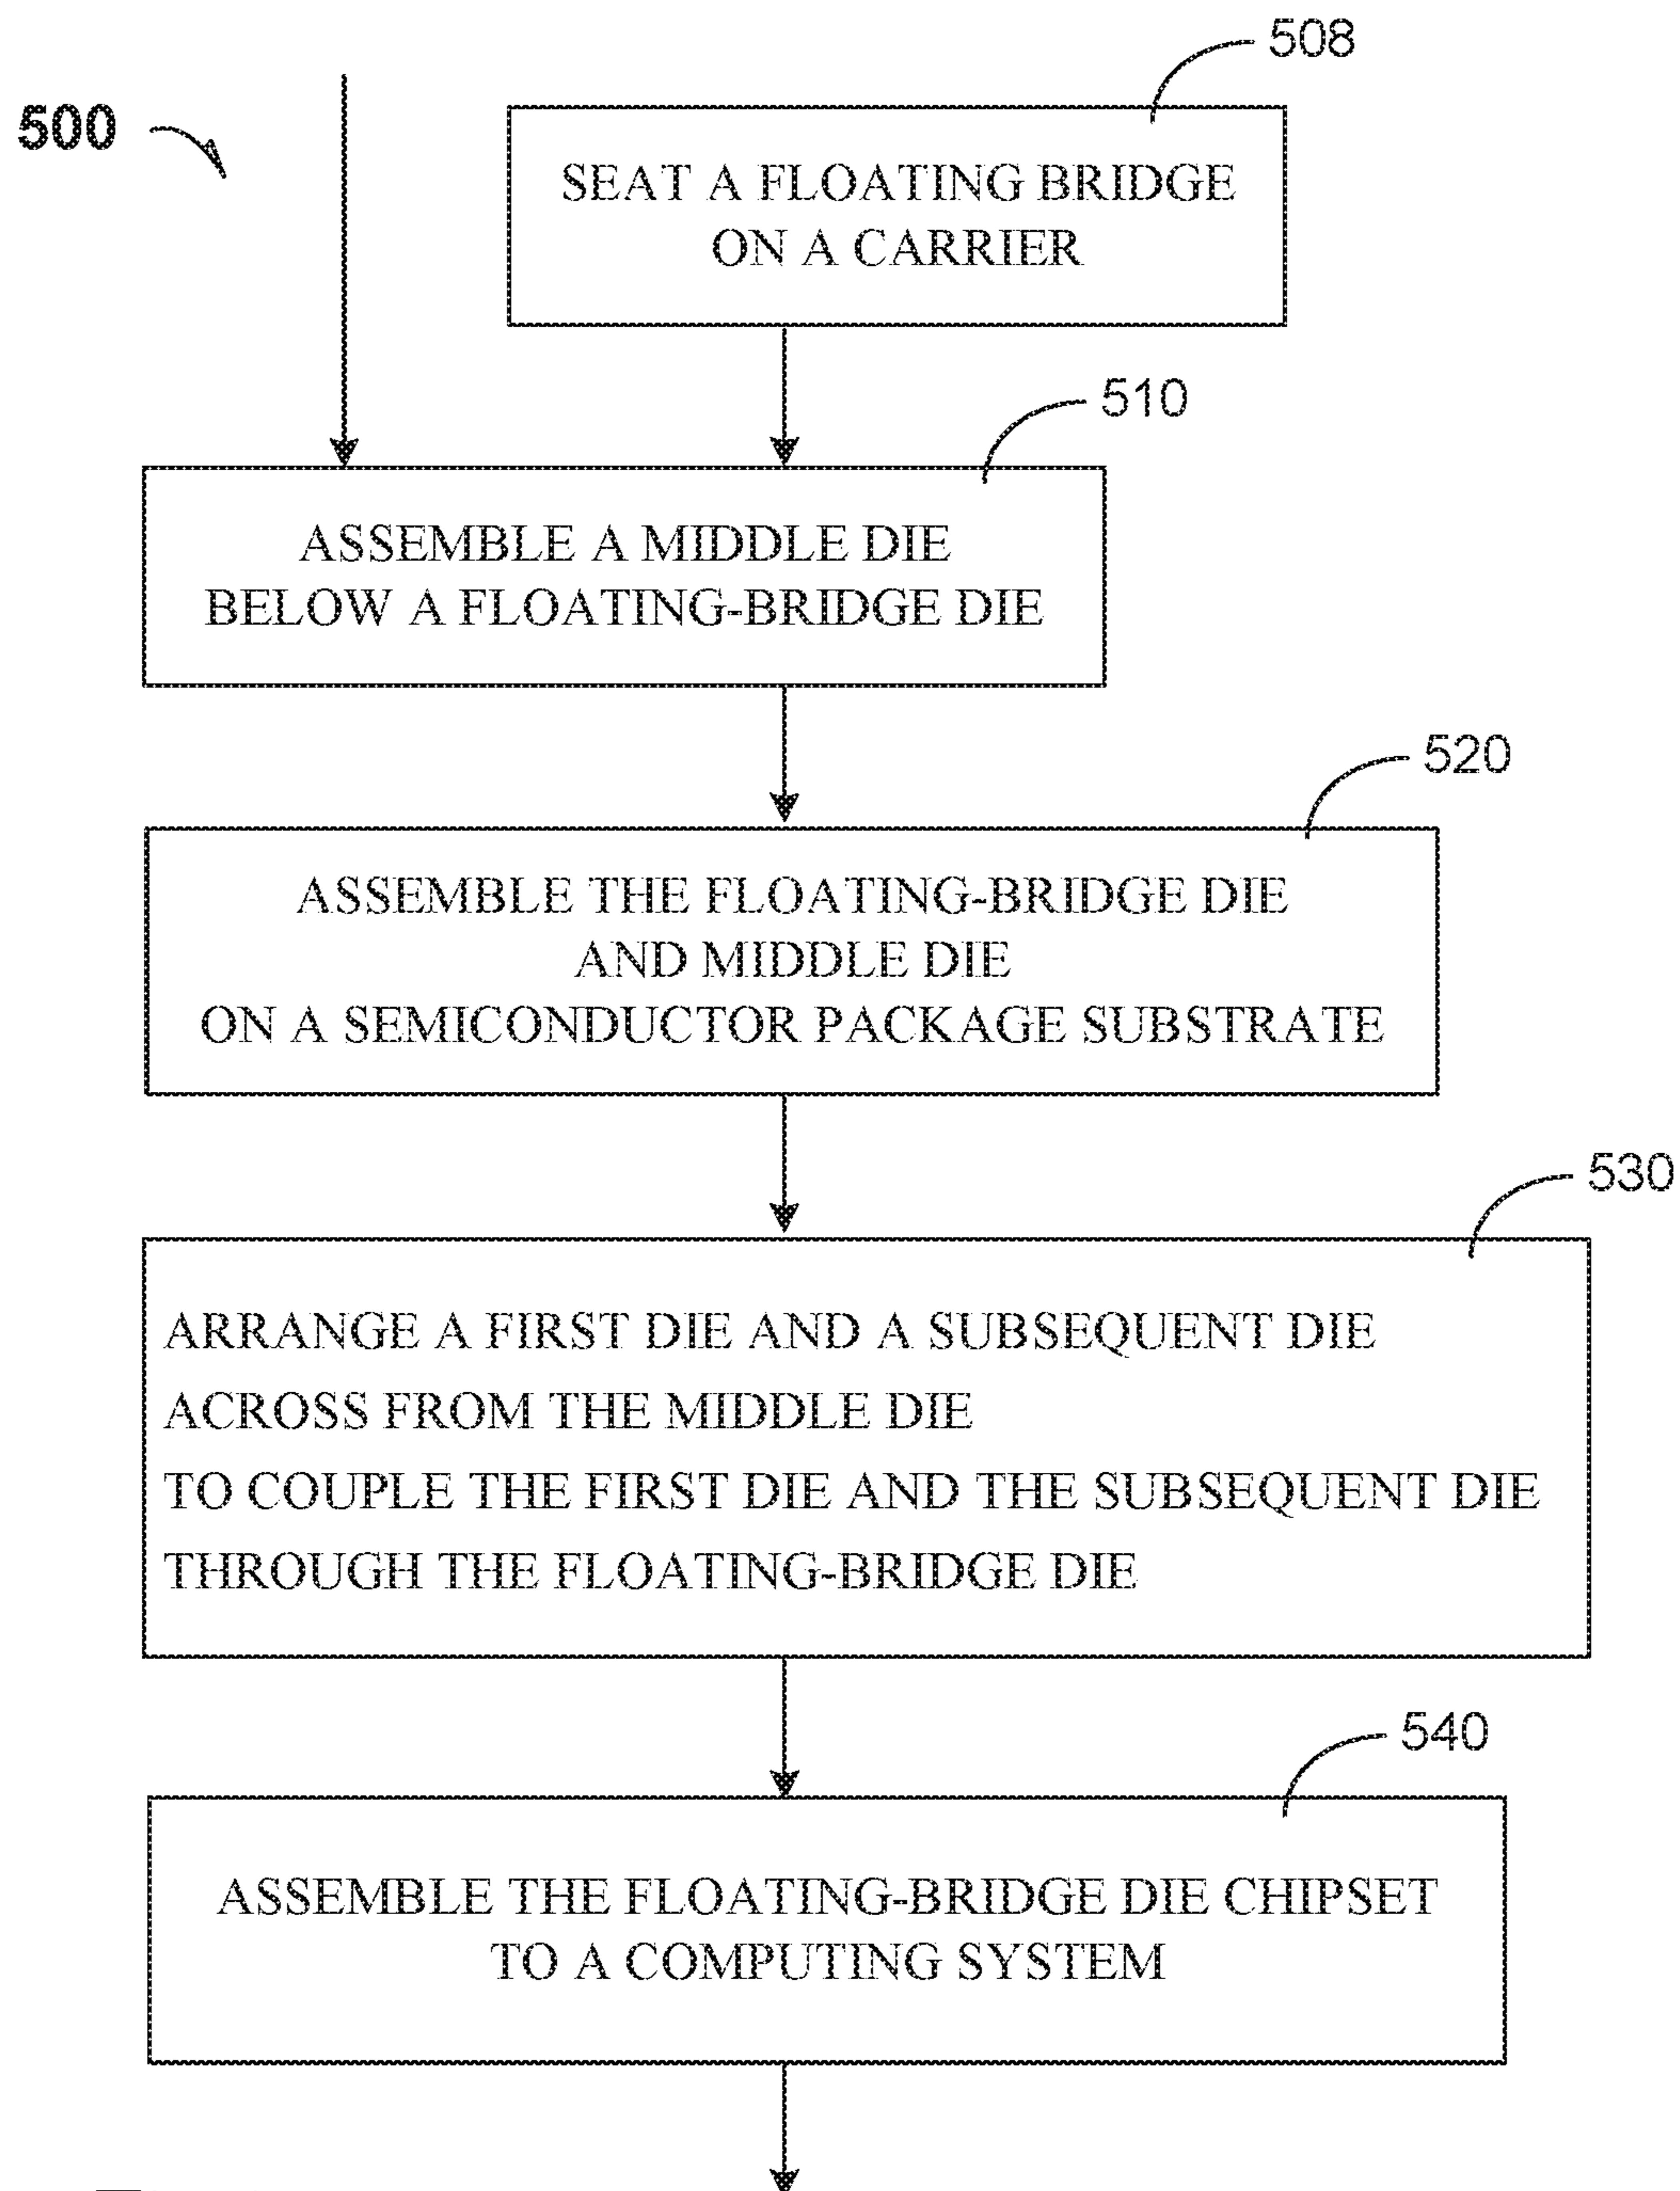 508
500
SEAT A FLOATING BRIDGE
ON A CARRIER
510
ASSEMBLE A MIDDLE DIE
BELOW A FLOATING-BRIDGE DIE
520
ASSEMBLE THE FLOATING-BRIDGE DIE
AND MIDDLE DIE
ON A SEMICONDUCTOR PACKAGE SUBSTRATE
530
ARRANGE A FIRST DIE AND A SUBSEQUENT DIE
ACROSS FROM THE MIDDLE DIE
TO COUPLE THE FIRST DIE AND THE SUBSEQUENT DIE
THROUGH THE FLOATING-BRIDGE DIE
540
ASSEMBLE THE FLOATING-BRIDGE DIE CHIPSET
TO A COMPUTING SYSTEM